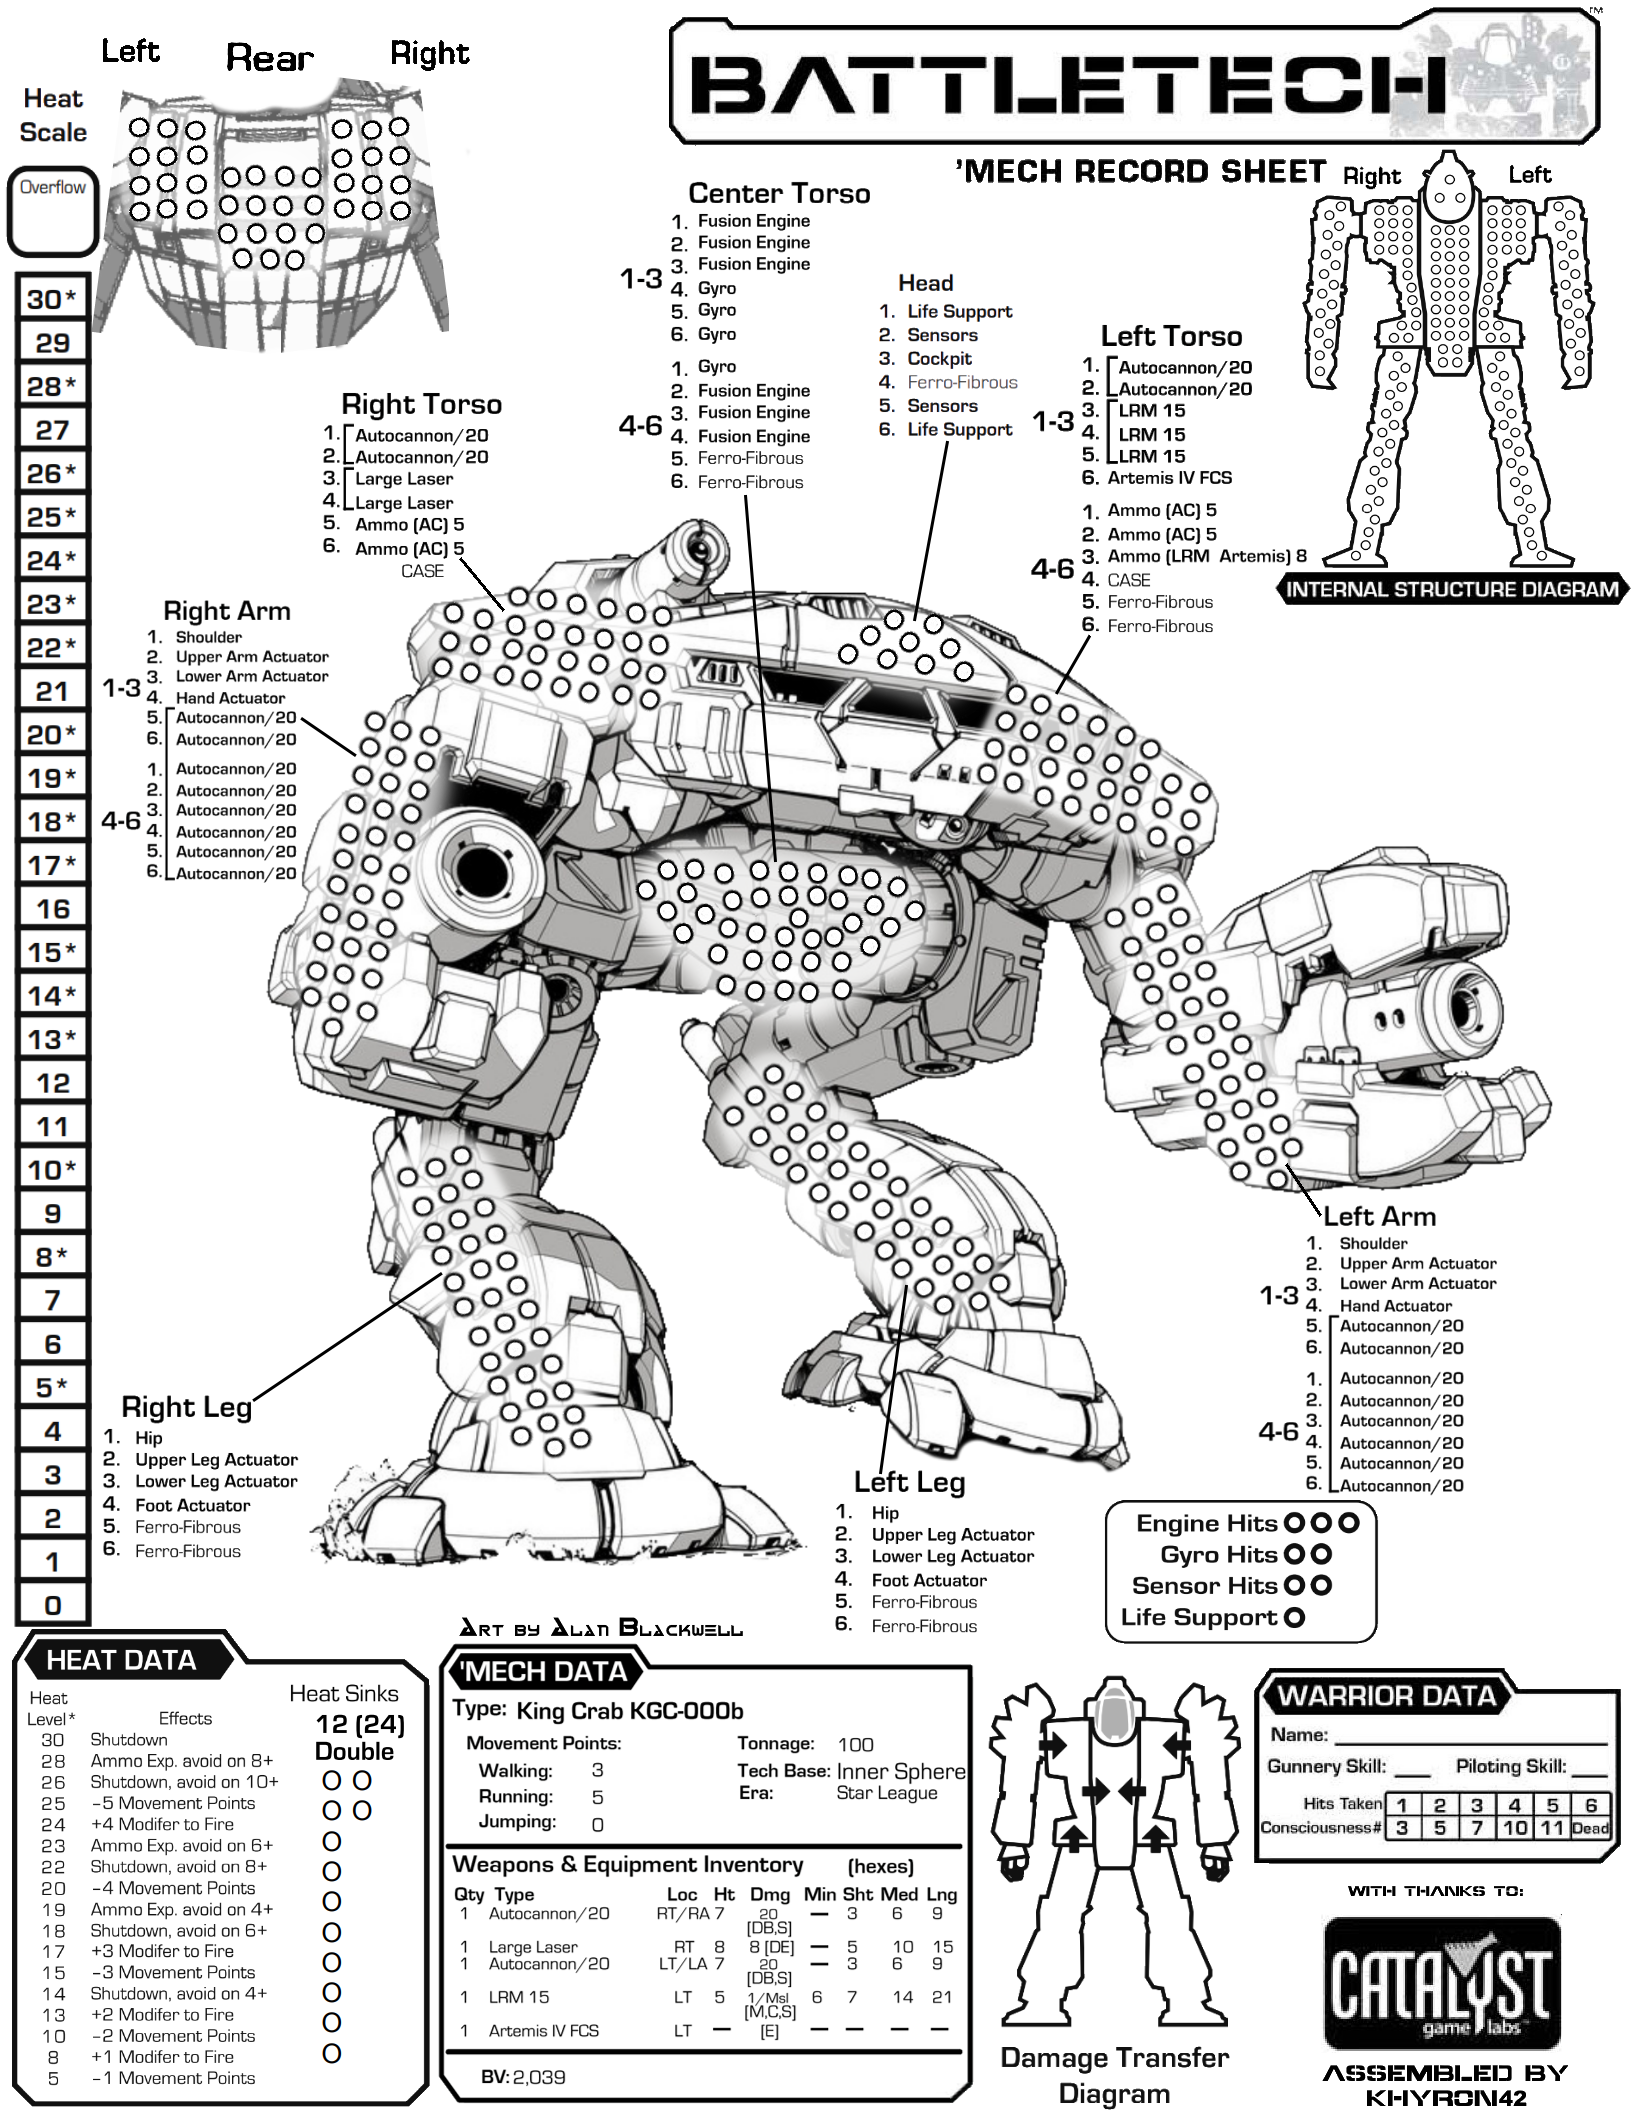 BATTLETECH
TM
'MECH RECORD SHEET
Left Rear Right
Heat
Scale
Overflow
30*
29
28*
27
26*
25*
24*
23*
22*
21
20*
19*
18*
17*
16
15*
14*
13*
12
11
10*
9
8*
7
6
5*
4
3
2
1
0
Center Torso
1-3
1. Fusion Engine
2. Fusion Engine
3. Fusion Engine
4. Gyro
5. Gyro
6. Gyro
4-6
1. Gyro
2. Fusion Engine
3. Fusion Engine
4. Fusion Engine
5. Ferro-Fibrous
6. Ferro-Fibrous
Head
1. Life Support
2. Sensors
3. Cockpit
4. Ferro-Fibrous
5. Sensors
6. Life Support
Left Torso
1-3
1. Autocannon/20
2. Autocannon/20
3. LRM 15
4. LRM 15
5. LRM 15
6. Artemis IV FCS
4-6
1. Ammo (AC) 5
2. Ammo (AC) 5
3. Ammo (LRM Artemis) 8
4. CASE
5. Ferro-Fibrous
6. Ferro-Fibrous
Right Left
INTERNAL STRUCTURE DIAGRAM
Right Torso
1. Autocannon/20
2. Autocannon/20
3. Large Laser
4. Large Laser
5. Ammo (AC) 5
6. Ammo (AC) 5
CASE
Right Arm
1-3
1. Shoulder
2. Upper Arm Actuator
3. Lower Arm Actuator
4. Hand Actuator
5. Autocannon/20
6. Autocannon/20
4-6
1. Autocannon/20
2. Autocannon/20
3. Autocannon/20
4. Autocannon/20
5. Autocannon/20
6. Autocannon/20
Left Arm
1-3
1. Shoulder
2. Upper Arm Actuator
3. Lower Arm Actuator
4. Hand Actuator
5. Autocannon/20
6. Autocannon/20
4-6
1. Autocannon/20
2. Autocannon/20
3. Autocannon/20
4. Autocannon/20
5. Autocannon/20
6. Autocannon/20
Right Leg
1. Hip
2. Upper Leg Actuator
3. Lower Leg Actuator
4. Foot Actuator
5. Ferro-Fibrous
6. Ferro-Fibrous
Left Leg
1. Hip
2. Upper Leg Actuator
3. Lower Leg Actuator
4. Foot Actuator
5. Ferro-Fibrous
6. Ferro-Fibrous
Engine Hits
Gyro Hits
Sensor Hits
Life Support
Art by Alan Blackwell
HEAT DATA
Heat
Level* Effects
30 Shutdown
28 Ammo Exp. avoid on 8+
26 Shutdown, avoid on 10+
25 -5 Movement Points
24 +4 Modifer to Fire
23 Ammo Exp. avoid on 6+
22 Shutdown, avoid on 8+
20 -4 Movement Points
19 Ammo Exp. avoid on 4+
18 Shutdown, avoid on 6+
17 +3 Modifer to Fire
15 -3 Movement Points
14 Shutdown, avoid on 4+
13 +2 Modifer to Fire
10 -2 Movement Points
8 +1 Modifer to Fire
5 -1 Movement Points
Heat Sinks
12 (24)
Double
'MECH DATA
Type: King Crab KGC-000b
Movement Points:
Walking: 3
Running: 5
Jumping: 0
Tonnage: 100
Tech Base: Inner Sphere
Era: Star League
Weapons & Equipment Inventory (hexes)
Qty Type Loc Ht Dmg Min Sht Med Lng
1 Autocannon/20 RT/RA 7 20 — 3 6 9
[DB,S]
1 Large Laser RT 8 8 [DE] — 5 10 15
1 Autocannon/20 LT/LA 7 20 — 3 6 9
[DB,S]
1 LRM 15 LT 5 1/Msl 6 7 14 21
[M,C,S]
1 Artemis IV FCS LT — [E] — — — —
BV: 2,039
Damage Transfer
Diagram
WARRIOR DATA
Name:
Gunnery Skill: Piloting Skill:
Hits Taken 1 2 3 4 5 6
Consciousness# 3 5 7 10 11 Dead
WITH THANKS TO:
CATALYST
game labs
ASSEMBLED BY
KHYRON42